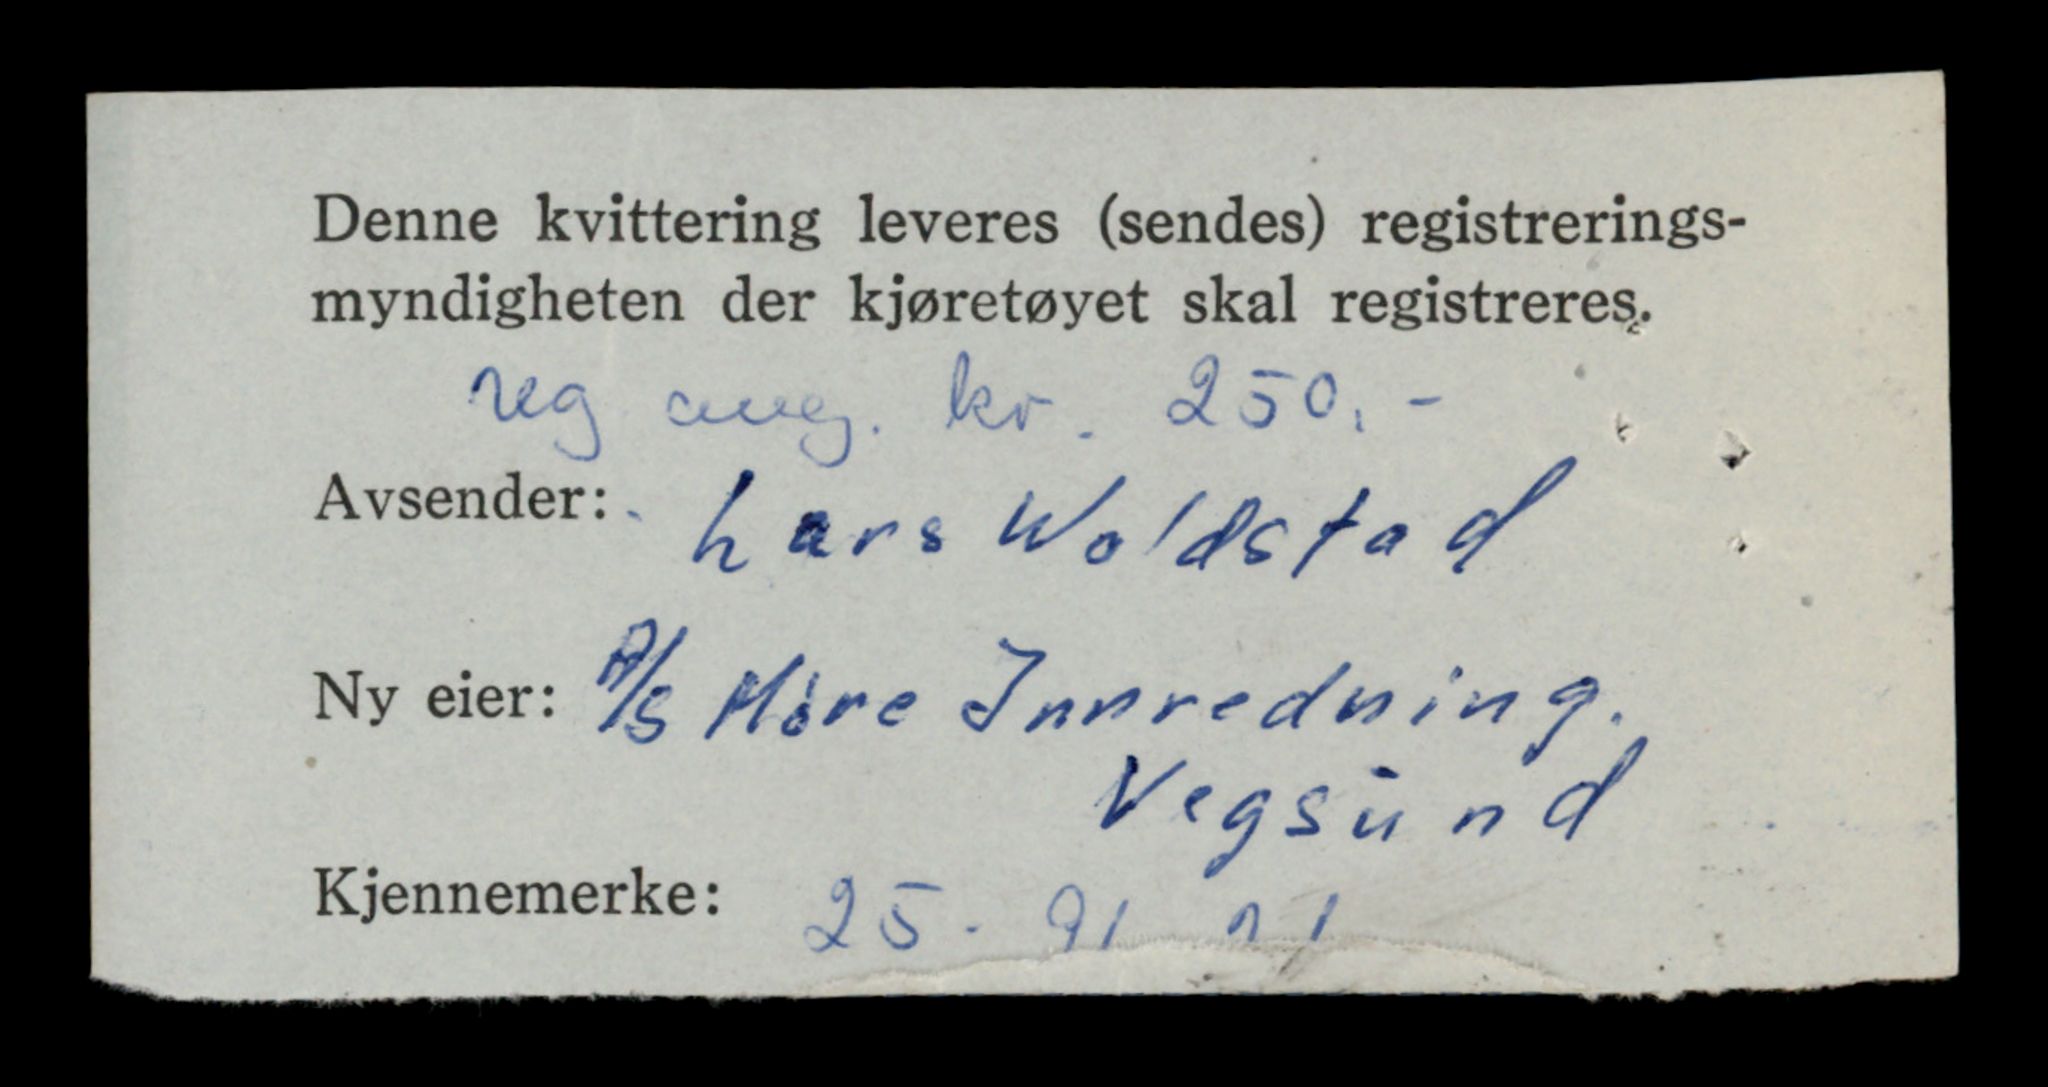 Denne kvittering leveres (sendes) registrerings-
myndigheten der kjøretøyet skal registreres.
reg avg. kr. 250,-
Avsender: Lars Woldstad
Ny eier: A/S Møre Innredning.
Vegsund
Kjennemerke: 25.